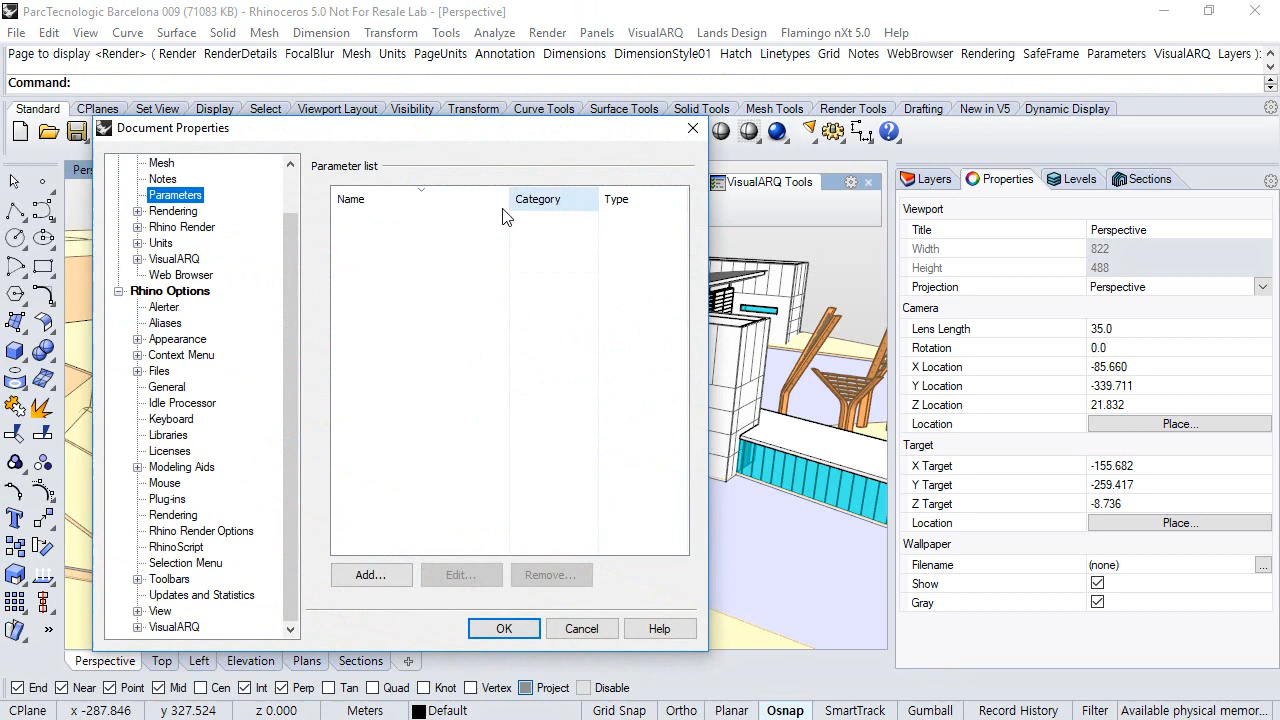 ParcTecnologic Barcelona 009 (71083 KB) - Rhinoceros 5.0 Not For Resale Lab - [Perspective]
File Edit View Curve Surface Solid Mesh Dimension Transform Tools Analyze Render Panels VisualARQ Lands Design Flamingo nXt 5.0 Help
Page to display <Render> ( Render RenderDetails FocalBlur Mesh Units PageUnits Annotation Dimensions DimensionStyle01 Hatch Linetypes Grid Notes WebBrowser Rendering SafeFrame Parameters VisualARQ Layers ):
Command:
Standard CPlanes Set View Display Select Viewport Layout Visibility Transform Curve Tools Surface Tools Solid Tools Mesh Tools Render Tools Drafting New in V5 Dynamic Display
Document Properties
Mesh
Notes
Parameters
Rendering
Rhino Render
Units
VisualARQ
Web Browser
Rhino Options
Alerter
Aliases
Appearance
Context Menu
Files
General
Idle Processor
Keyboard
Libraries
Licenses
Modeling Aids
Mouse
Plug-ins
Rendering
Rhino Render Options
RhinoScript
Selection Menu
Toolbars
Updates and Statistics
View
VisualARQ
Parameter list
Name Category Type
Add... Edit... Remove...
OK Cancel Help
VisualARQ Tools
Layers Properties Levels Sections
Viewport
Title Perspective
Width 822
Height 488
Projection Perspective
Camera
Lens Length 35.0
Rotation 0.0
X Location -85.660
Y Location -339.711
Z Location 21.832
Location Place...
Target
X Target -155.682
Y Target -259.417
Z Target -8.736
Location Place...
Wallpaper
Filename (none) ...
Show
Gray
Perspective Top Left Elevation Plans Sections
End Near Point Mid Cen Int Perp Tan Quad Knot Vertex Project Disable
CPlane x -287.846 y 327.524 z 0.000 Meters Default Grid Snap Ortho Planar Osnap SmartTrack Gumball Record History Filter Available physical memor...